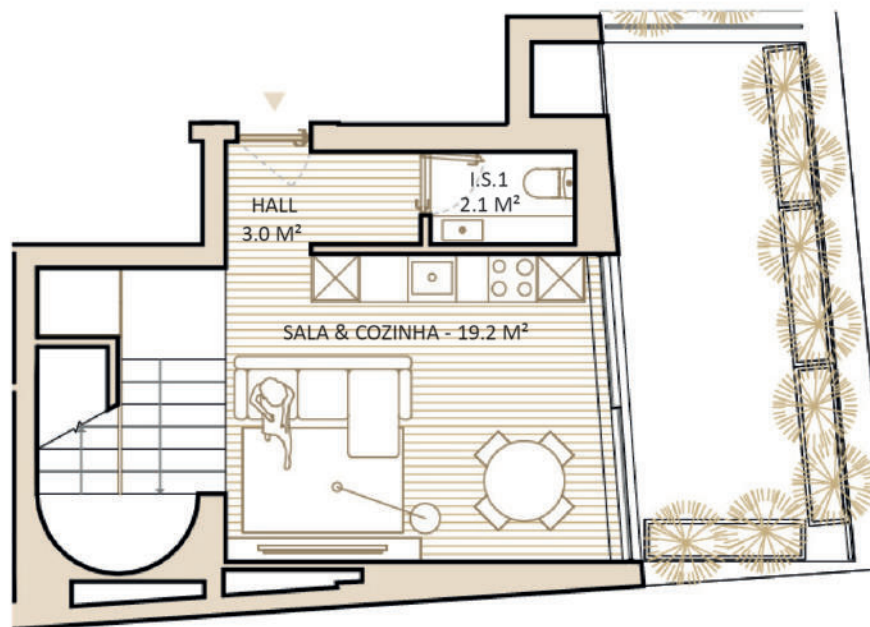 I.S.1
2.1 M²
HALL
3.0 M²
SALA & COZINHA - 19.2 M²